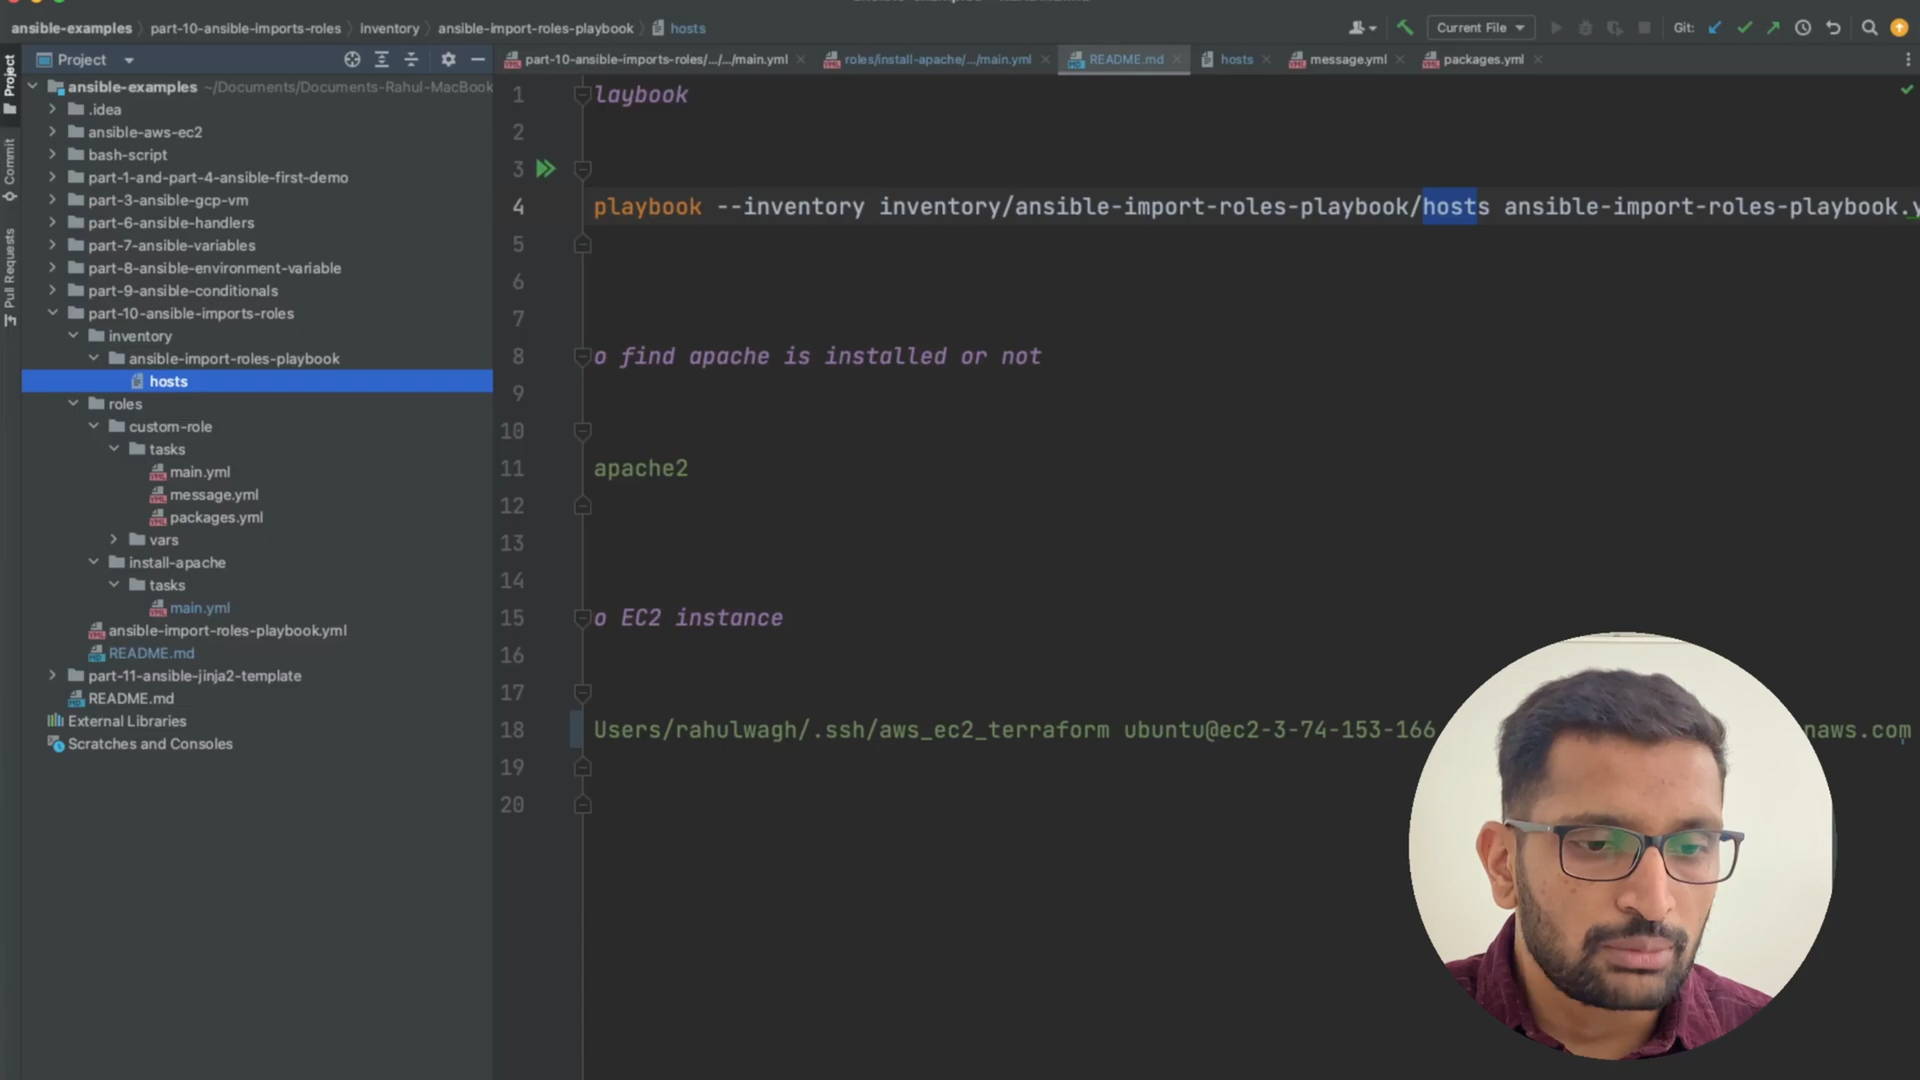 ansible-examples part-10-ansible-imports-roles inventory ansible-import-roles-playbook hosts
Current File
Git:
Project
part-10-ansible-imports-roles/.../.../main.yml
roles/install-apache/.../main.yml
README.md
hosts
message.yml
packages.yml
Project
Commit
Pull Requests
ansible-examples ~/Documents/Documents-Rahul-MacBook
.idea
ansible-aws-ec2
bash-script
part-1-and-part-4-ansible-first-demo
part-3-ansible-gcp-vm
part-6-ansible-handlers
part-7-ansible-variables
part-8-ansible-environment-variable
part-9-ansible-conditionals
part-10-ansible-imports-roles
inventory
ansible-import-roles-playbook
hosts
roles
custom-role
tasks
main.yml
message.yml
packages.yml
vars
install-apache
tasks
main.yml
ansible-import-roles-playbook.yml
README.md
part-11-ansible-jinja2-template
README.md
External Libraries
Scratches and Consoles
1 laybook
2
3
4 playbook --inventory inventory/ansible-import-roles-playbook/hosts ansible-import-roles-playbook.y
5
6
7
8 o find apache is installed or not
9
10
11 apache2
12
13
14
15 o EC2 instance
16
17
18 Users/rahulwagh/.ssh/aws_ec2_terraform ubuntu@ec2-3-74-153-166 naws.com
19
20